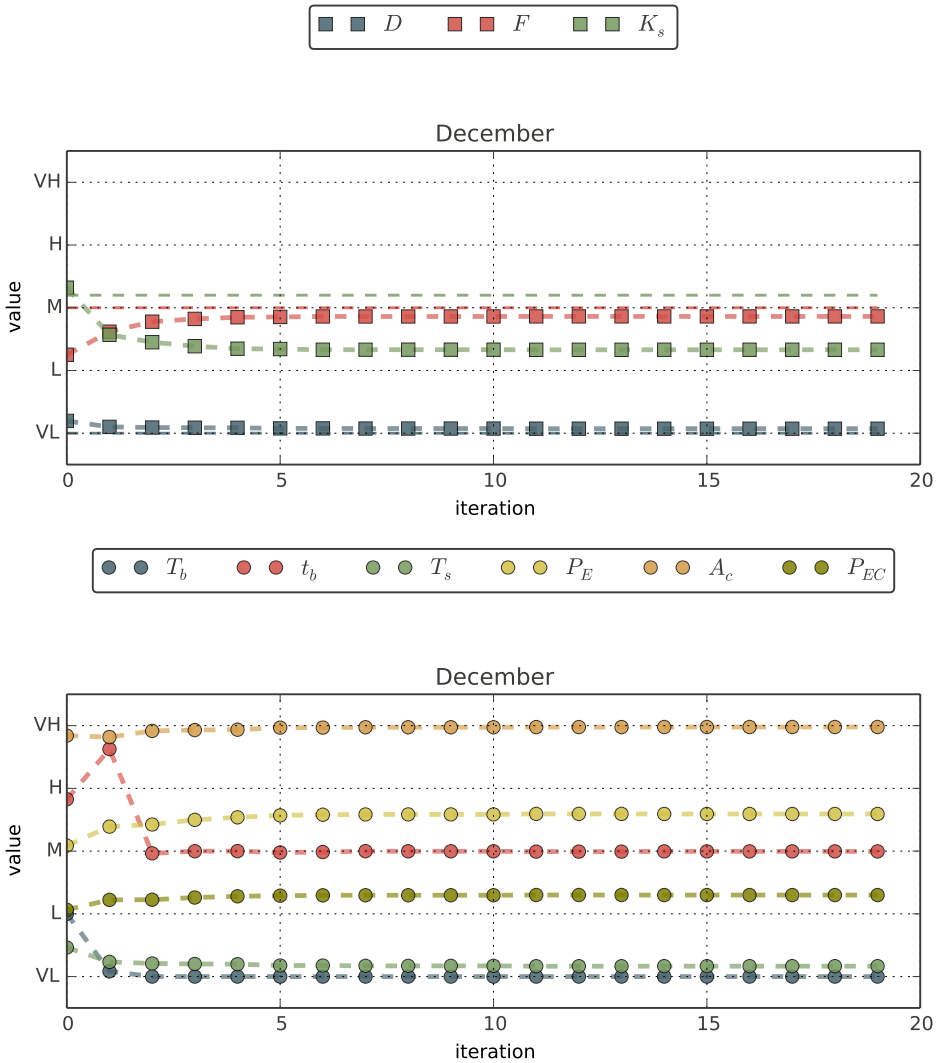 D F K_s
December
VH
H
M
L
VL
value
0 5 10 15 20
iteration
T_b t_b T_s P_E A_c P_EC
December
VH
H
M
L
VL
value
0 5 10 15 20
iteration